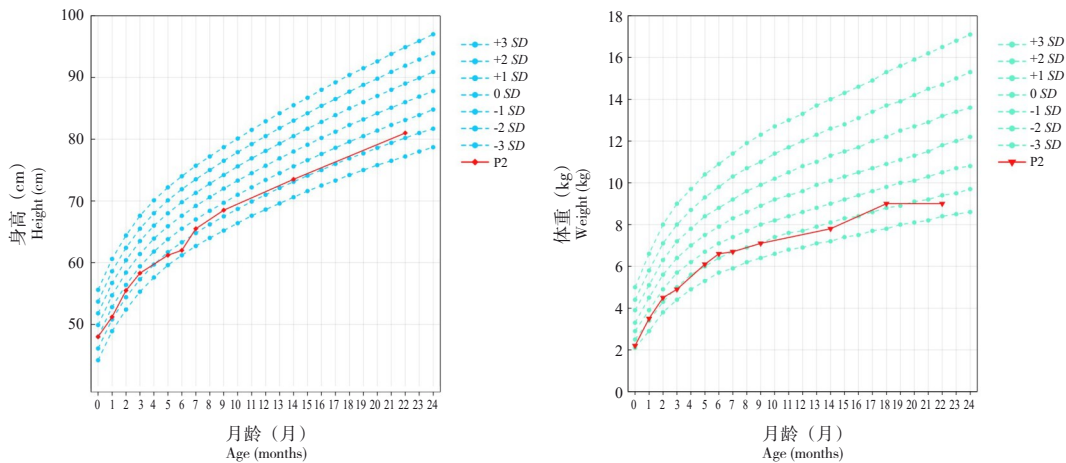 100
90
80
70
60
50
身高（cm）
Height (cm)
0 1 2 3 4 5 6 7 8 9 10 11 12 13 14 15 16 17 18 19 20 21 22 23 24
月龄（月）
Age (months)
+3 SD
+2 SD
+1 SD
0 SD
-1 SD
-2 SD
-3 SD
P2
18
16
14
12
10
8
6
4
2
0
体重（kg）
Weight (kg)
0 1 2 3 4 5 6 7 8 9 10 11 12 13 14 15 16 17 18 19 20 21 22 23 24
月龄（月）
Age (months)
+3 SD
+2 SD
+1 SD
0 SD
-1 SD
-2 SD
-3 SD
P2